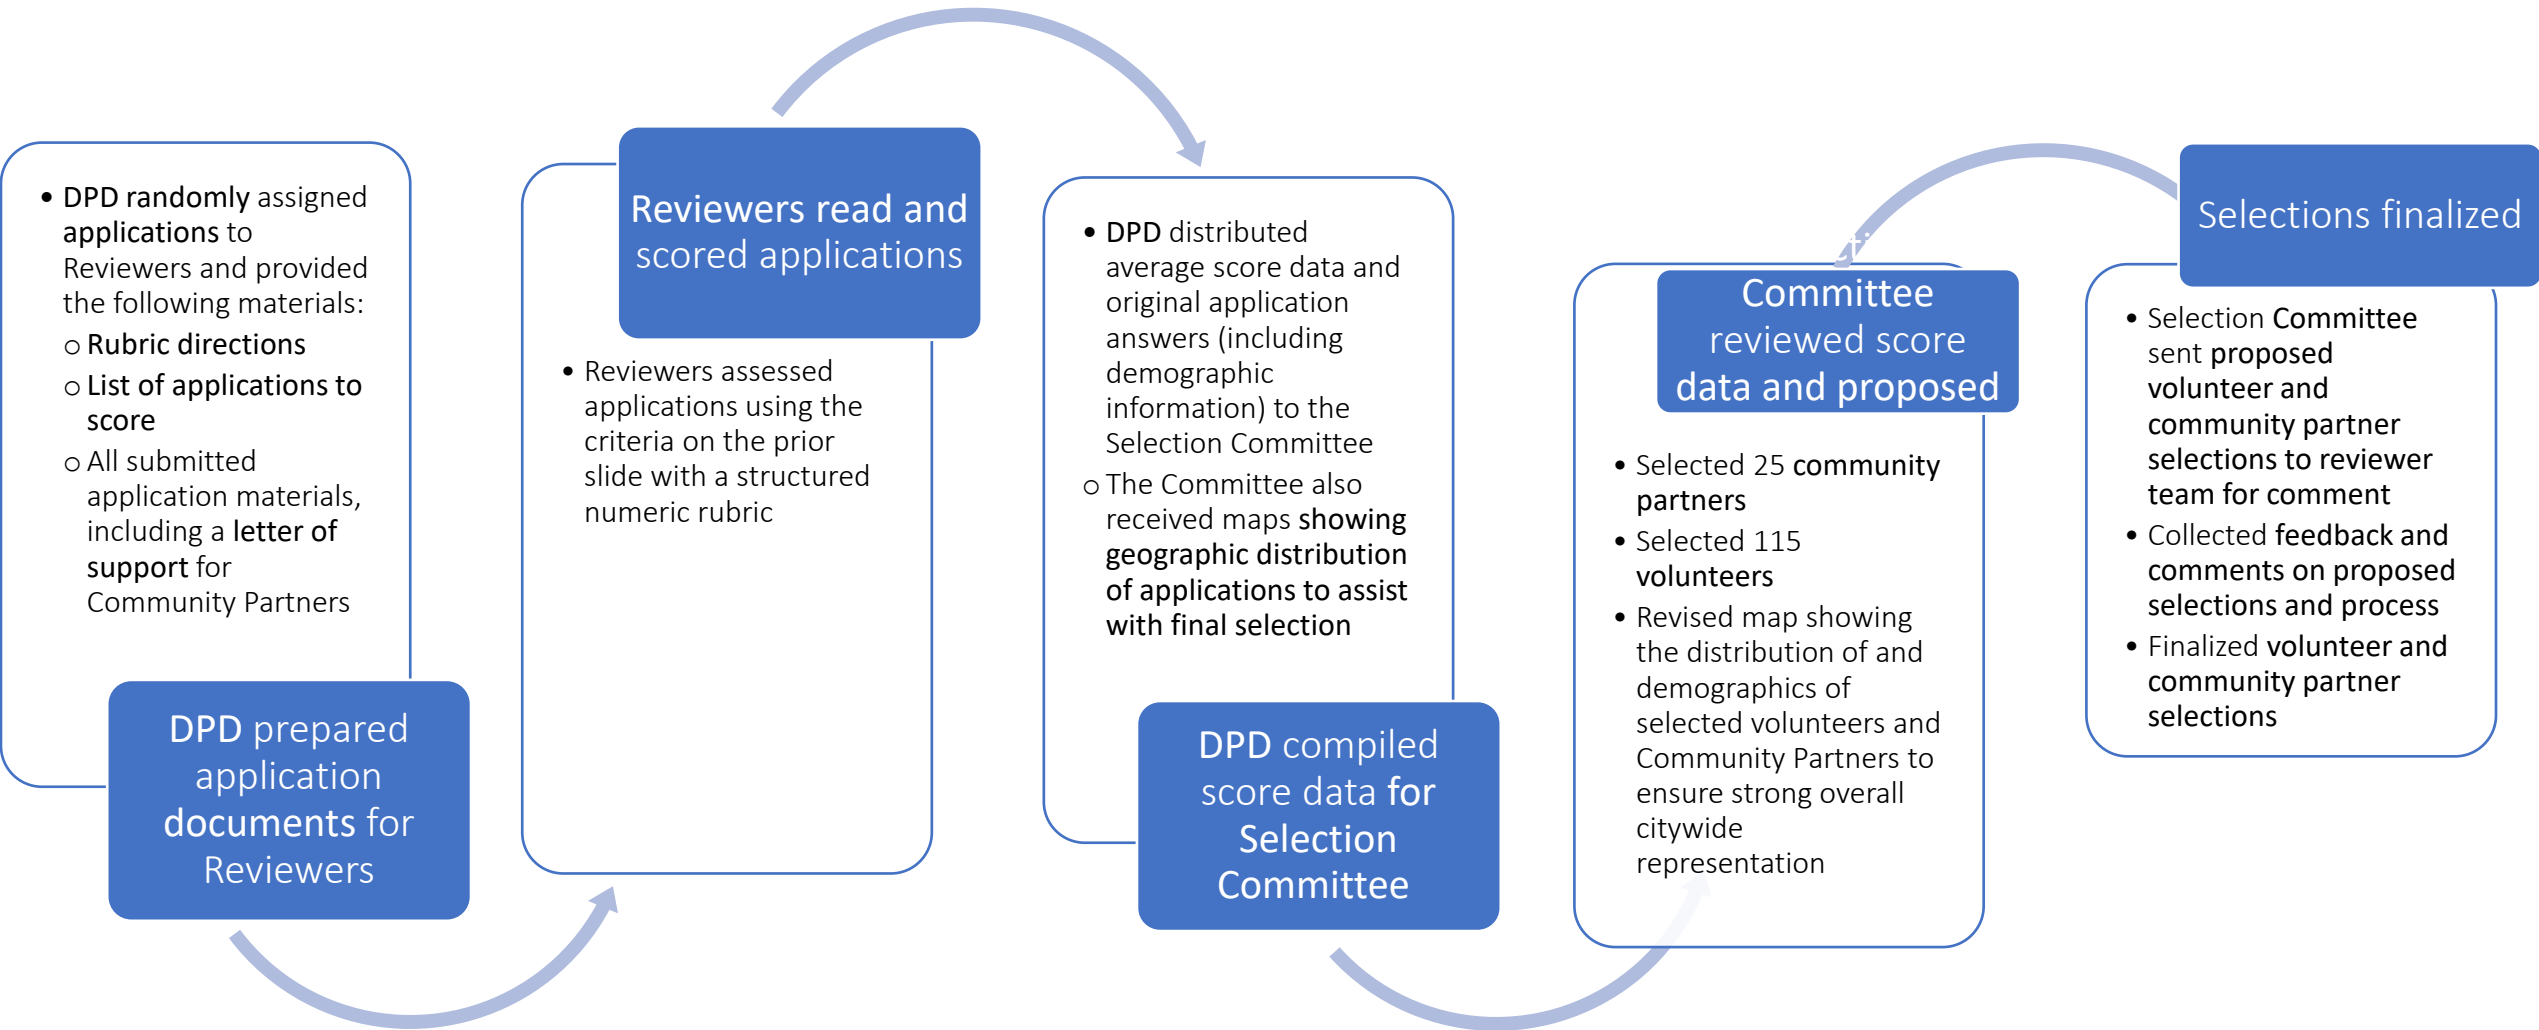 • DPD randomly assigned
applications to
Reviewers and provided
the following materials:
o Rubric directions
o List of applications to
score
o All submitted
application materials,
including a letter of
support for
Community Partners
DPD prepared
application
documents for
Reviewers
Reviewers read and
scored applications
• Reviewers assessed
applications using the
criteria on the prior
slide with a structured
numeric rubric
• DPD distributed
average score data and
original application
answers (including
demographic
information) to the
Selection Committee
o The Committee also
received maps showing
geographic distribution
of applications to assist
with final selection
DPD compiled
score data for
Selection
Committee
Committee
reviewed score
data and proposed
• Selected 25 community
partners
• Selected 115
volunteers
• Revised map showing
the distribution of and
demographics of
selected volunteers and
Community Partners to
ensure strong overall
citywide
representation
Selections finalized
• Selection Committee
sent proposed
volunteer and
community partner
selections to reviewer
team for comment
• Collected feedback and
comments on proposed
selections and process
• Finalized volunteer and
community partner
selections